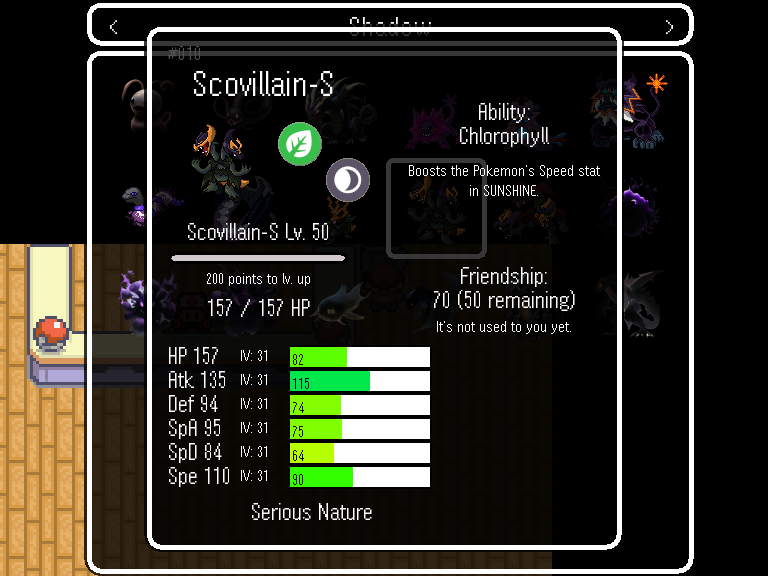 < Shadow >
#010
Scovillain-S
Ability:
Chlorophyll
Boosts the Pokemon's Speed stat
in SUNSHINE.
Scovillain-S Lv. 50
200 points to lv. up
157 / 157 HP
Friendship:
70 (50 remaining)
It's not used to you yet.
HP 157 IV: 31 82
Atk 135 IV: 31 115
Def 94 IV: 31 74
SpA 95 IV: 31 75
SpD 84 IV: 31 64
Spe 110 IV: 31 90
Serious Nature